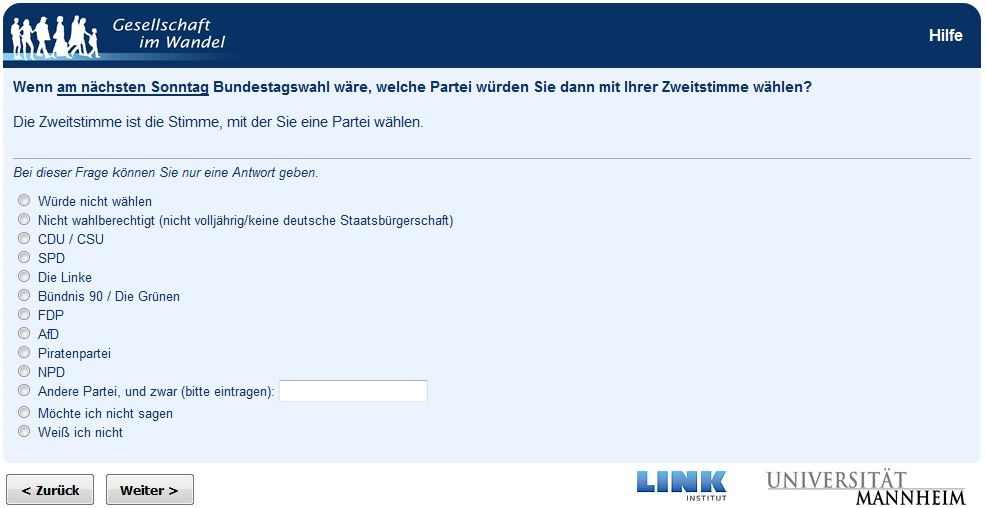 Gesellschaft
im Wandel
Hilfe
Wenn am nächsten Sonntag Bundestagswahl wäre, welche Partei würden Sie dann mit Ihrer Zweitstimme wählen?
Die Zweitstimme ist die Stimme, mit der Sie eine Partei wählen.
Bei dieser Frage können Sie nur eine Antwort geben.
Würde nicht wählen
Nicht wahlberechtigt (nicht volljährig/keine deutsche Staatsbürgerschaft)
CDU / CSU
SPD
Die Linke
Bündnis 90 / Die Grünen
FDP
AfD
Piratenpartei
NPD
Andere Partei, und zwar (bitte eintragen):
Möchte ich nicht sagen
Weiß ich nicht
< Zurück
Weiter >
LINK
INSTITUT
UNIVERSITÄT
MANNHEIM